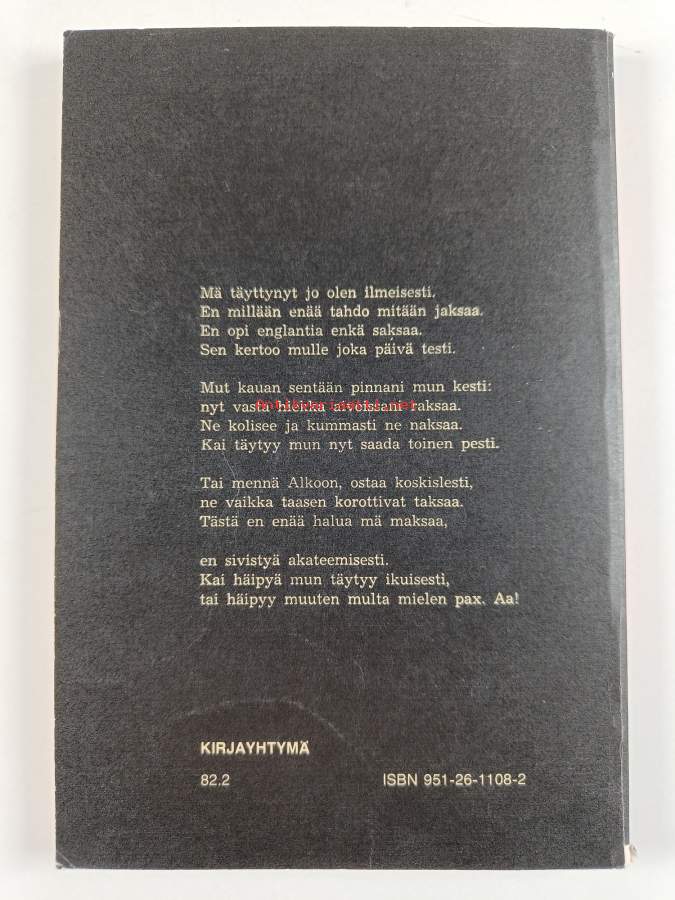 Mä täyttynyt jo olen ilmeisesti.
En millään enää tahdo mitään jaksaa.
En opi englantia enkä saksaa.
Sen kertoo mulle joka päivä testi.
Mut kauan sentään pinnani mun kesti:
nyt vasta hiekka aivoissani raksaa.
Ne kolisee ja kummasti ne naksaa.
Kai täytyy mun nyt saada toinen pesti.
Tai mennä Alkoon, ostaa koskislesti,
ne vaikka taasen korottivat taksaa.
Tästä en enää halua mä maksaa,
en sivistyä akateemisesti.
Kai häipyä mun täytyy ikuisesti,
tai häipyy muuten multa mielen pax. Aa!
KIRJAYHTYMÄ
82.2 ISBN 951-26-1108-2